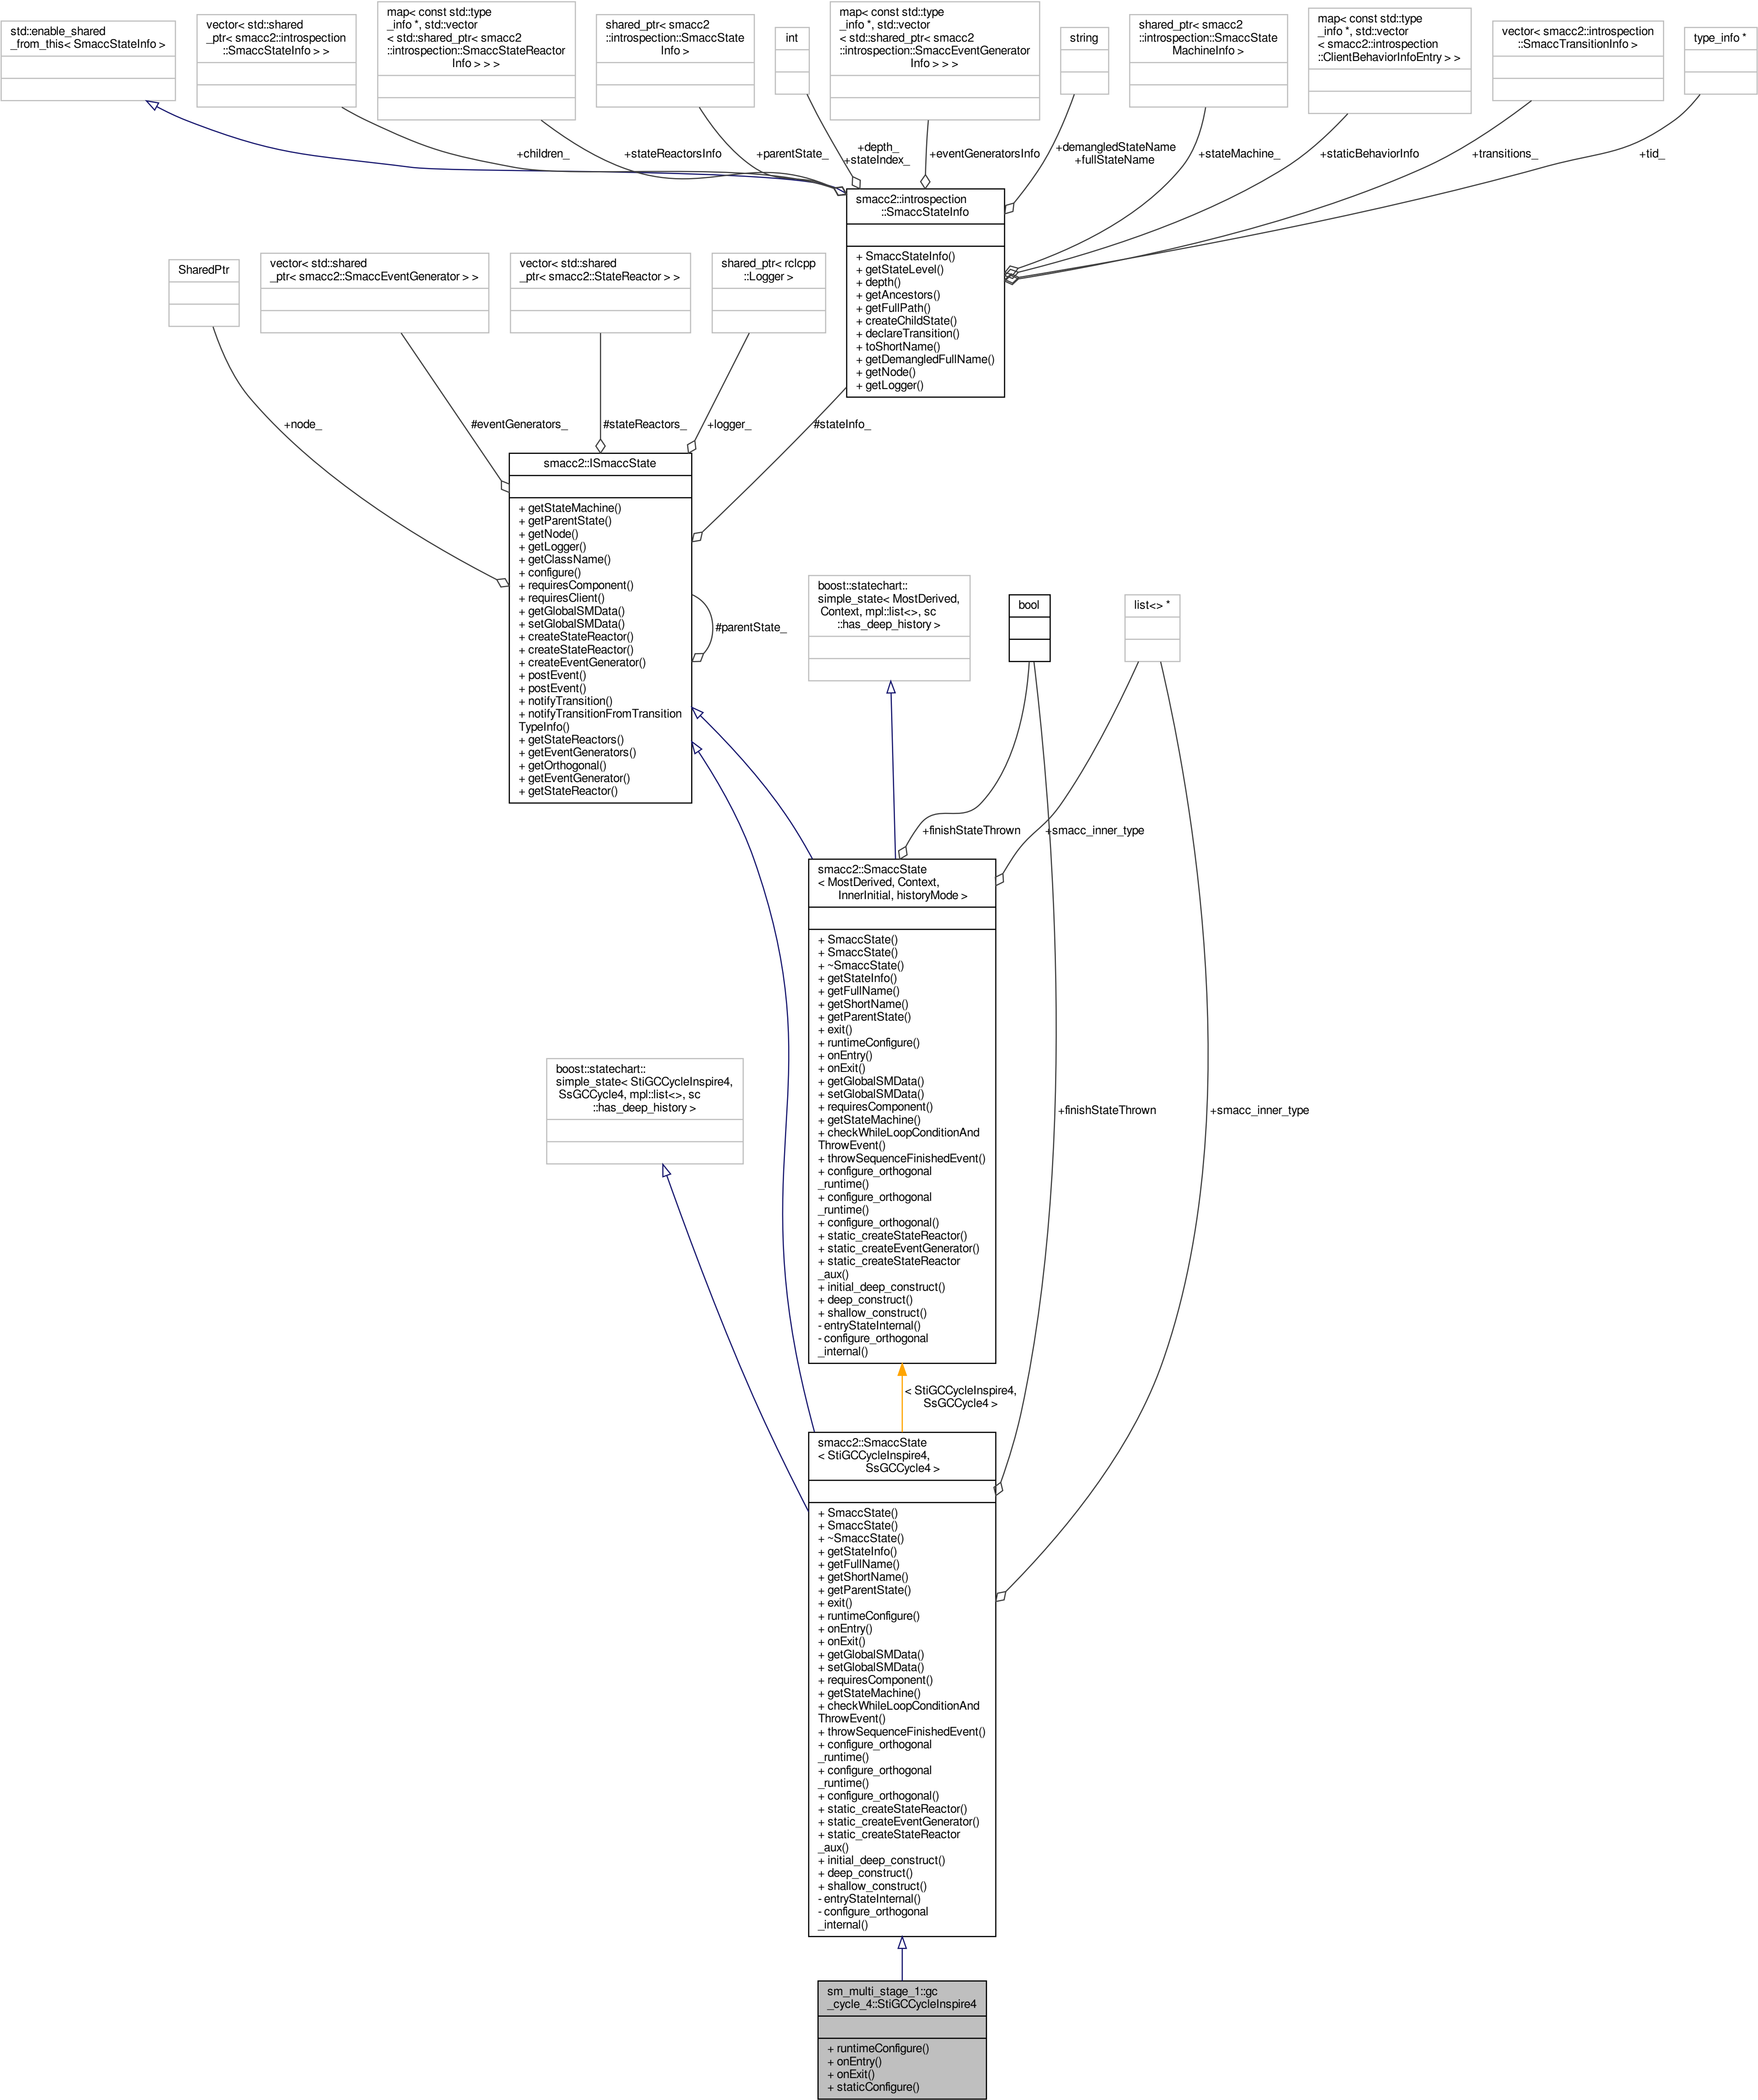 std::enable_shared
_from_this< SmaccStateInfo >
vector< std::shared
_ptr< smacc2::introspection
::SmaccStateInfo > >
map< const std::type
_info *, std::vector
< std::shared_ptr< smacc2
::introspection::SmaccStateReactor
Info > > >
shared_ptr< smacc2
::introspection::SmaccState
Info >
int
map< const std::type
_info *, std::vector
< std::shared_ptr< smacc2
::introspection::SmaccEventGenerator
Info > > >
string
shared_ptr< smacc2
::introspection::SmaccState
MachineInfo >
map< const std::type
_info *, std::vector
< smacc2::introspection
::ClientBehaviorInfoEntry > >
vector< smacc2::introspection
::SmaccTransitionInfo >
type_info *
+children_
+stateReactorsInfo
+parentState_
+depth_
+stateIndex_
+eventGeneratorsInfo
+demangledStateName
+fullStateName
+stateMachine_
+staticBehaviorInfo
+transitions_
+tid_
smacc2::introspection
::SmaccStateInfo
+ SmaccStateInfo()
+ getStateLevel()
+ depth()
+ getAncestors()
+ getFullPath()
+ createChildState()
+ declareTransition()
+ toShortName()
+ getDemangledFullName()
+ getNode()
+ getLogger()
SharedPtr
vector< std::shared
_ptr< smacc2::SmaccEventGenerator > >
vector< std::shared
_ptr< smacc2::StateReactor > >
shared_ptr< rclcpp
::Logger >
+node_
#eventGenerators_
#stateReactors_
+logger_
#stateInfo_
smacc2::ISmaccState
+ getStateMachine()
+ getParentState()
+ getNode()
+ getLogger()
+ getClassName()
+ configure()
+ requiresComponent()
+ requiresClient()
+ getGlobalSMData()
+ setGlobalSMData()
+ createStateReactor()
+ createStateReactor()
+ createEventGenerator()
+ postEvent()
+ postEvent()
+ notifyTransition()
+ notifyTransitionFromTransition
TypeInfo()
+ getStateReactors()
+ getEventGenerators()
+ getOrthogonal()
+ getEventGenerator()
+ getStateReactor()
#parentState_
boost::statechart::
simple_state< MostDerived,
Context, mpl::list<>, sc
::has_deep_history >
bool
list<> *
+finishStateThrown
+smacc_inner_type
smacc2::SmaccState
< MostDerived, Context,
InnerInitial, historyMode >
+ SmaccState()
+ SmaccState()
+ ~SmaccState()
+ getStateInfo()
+ getFullName()
+ getShortName()
+ getParentState()
+ exit()
+ runtimeConfigure()
+ onEntry()
+ onExit()
+ getGlobalSMData()
+ setGlobalSMData()
+ requiresComponent()
+ getStateMachine()
+ checkWhileLoopConditionAnd
ThrowEvent()
+ throwSequenceFinishedEvent()
+ configure_orthogonal
_runtime()
+ configure_orthogonal
_runtime()
+ configure_orthogonal()
+ static_createStateReactor()
+ static_createEventGenerator()
+ static_createStateReactor
_aux()
+ initial_deep_construct()
+ deep_construct()
+ shallow_construct()
- entryStateInternal()
- configure_orthogonal
_internal()
boost::statechart::
simple_state< StiGCCycleInspire4,
SsGCCycle4, mpl::list<>, sc
::has_deep_history >
+finishStateThrown
+smacc_inner_type
< StiGCCycleInspire4,
SsGCCycle4 >
smacc2::SmaccState
< StiGCCycleInspire4,
SsGCCycle4 >
+ SmaccState()
+ SmaccState()
+ ~SmaccState()
+ getStateInfo()
+ getFullName()
+ getShortName()
+ getParentState()
+ exit()
+ runtimeConfigure()
+ onEntry()
+ onExit()
+ getGlobalSMData()
+ setGlobalSMData()
+ requiresComponent()
+ getStateMachine()
+ checkWhileLoopConditionAnd
ThrowEvent()
+ throwSequenceFinishedEvent()
+ configure_orthogonal
_runtime()
+ configure_orthogonal
_runtime()
+ configure_orthogonal()
+ static_createStateReactor()
+ static_createEventGenerator()
+ static_createStateReactor
_aux()
+ initial_deep_construct()
+ deep_construct()
+ shallow_construct()
- entryStateInternal()
- configure_orthogonal
_internal()
sm_multi_stage_1::gc
_cycle_4::StiGCCycleInspire4
+ runtimeConfigure()
+ onEntry()
+ onExit()
+ staticConfigure()